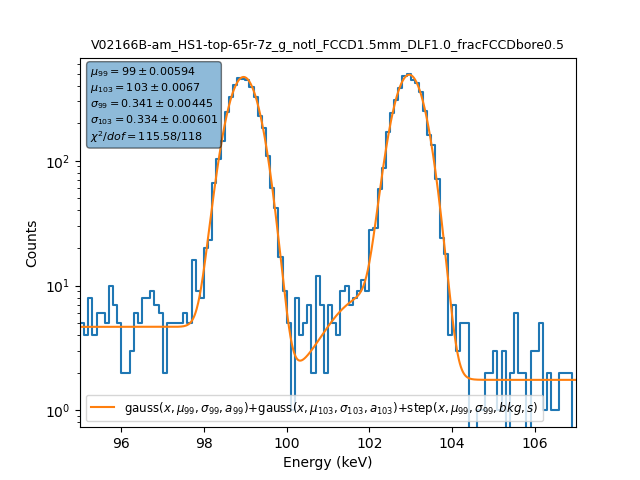 V02166B-am_HS1-top-65r-7z_g_notl_FCCD1.5mm_DLF1.0_fracFCCDbore0.5
μ₉₉ = 99 ± 0.00594
μ₁₀₃ = 103 ± 0.0067
σ₉₉ = 0.341 ± 0.00445
σ₁₀₃ = 0.334 ± 0.00601
χ²/dof = 115.58/118
Counts
10²
10¹
10⁰
gauss(x, μ₉₉, σ₉₉, a₉₉)+gauss(x, μ₁₀₃, σ₁₀₃, a₁₀₃)+step(x, μ₉₉, σ₉₉, bkg, s)
96 98 100 102 104 106
Energy (keV)